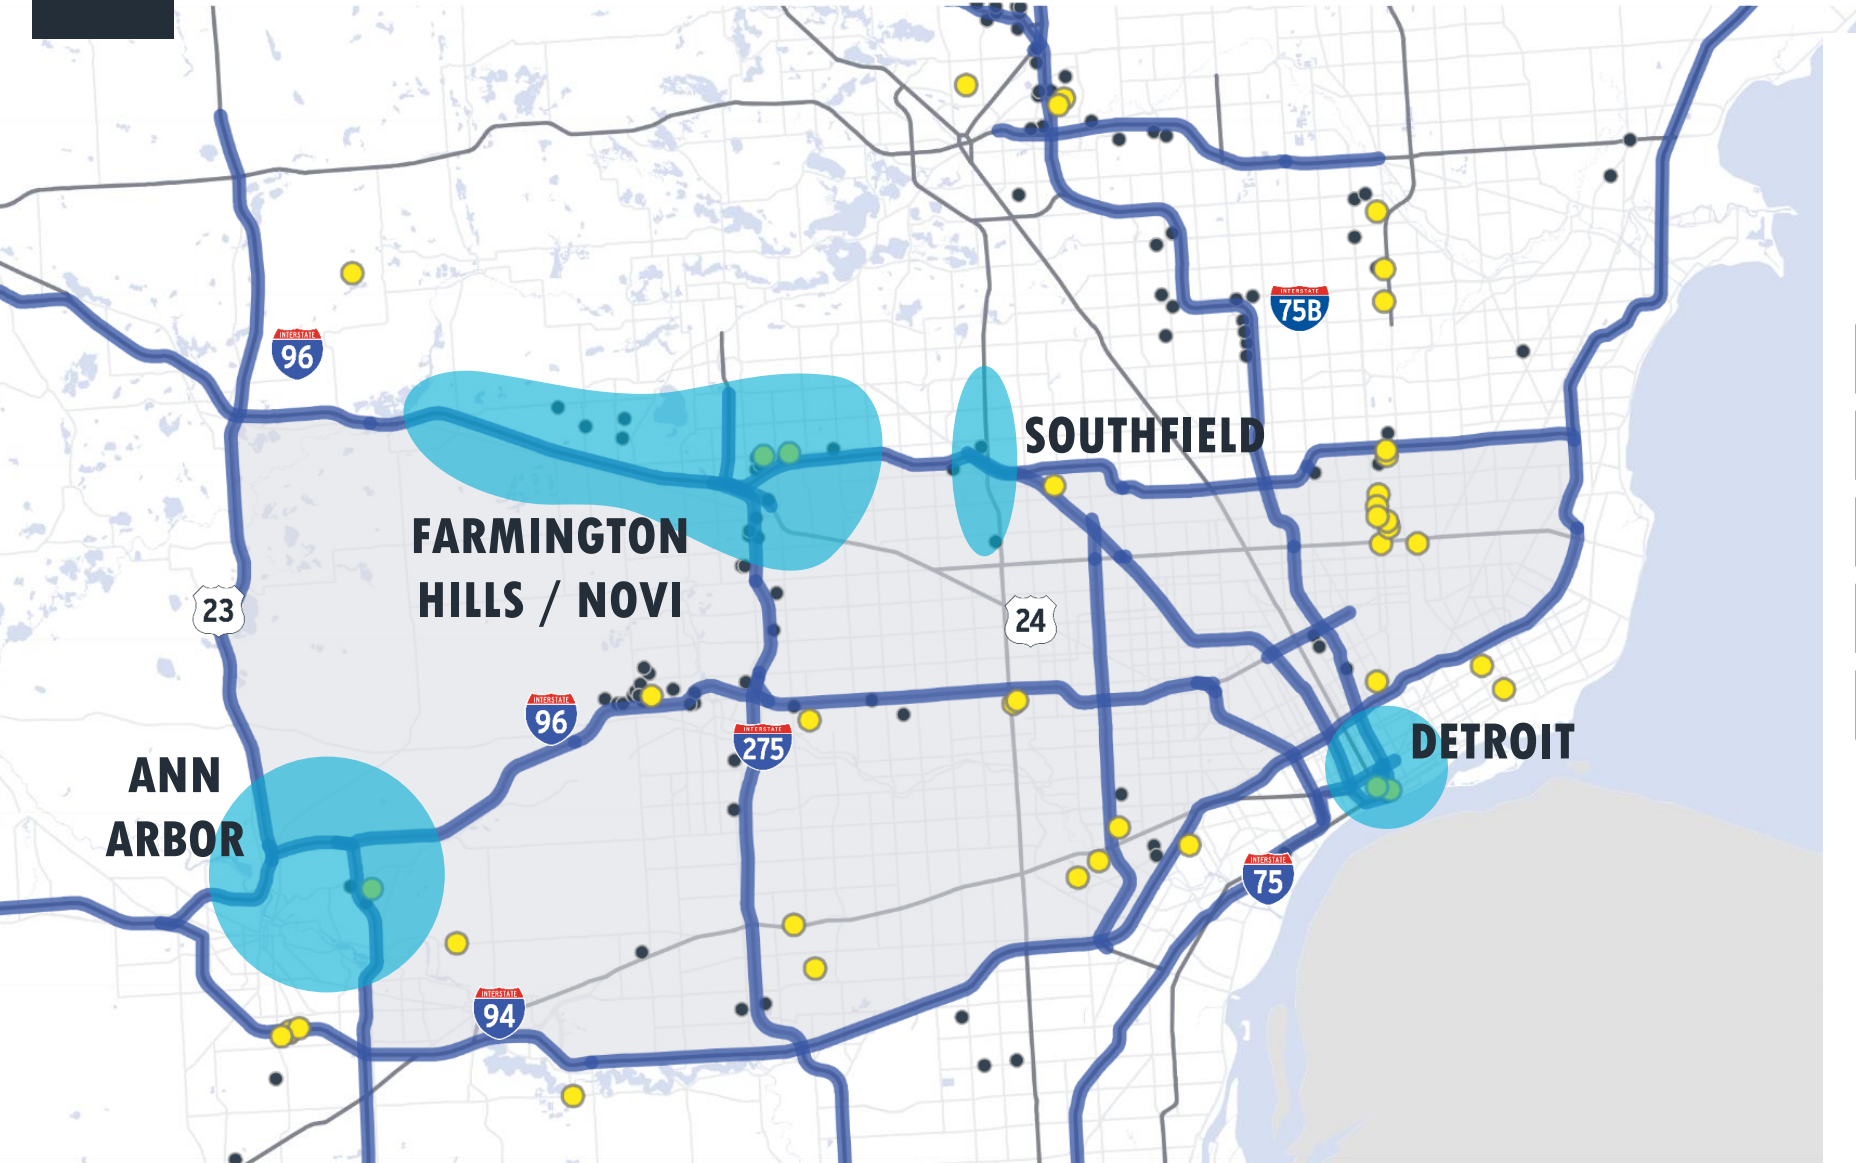 INTERSTATE
75B
INTERSTATE
96
SOUTHFIELD
FARMINGTON
HILLS / NOVI
23
24
INTERSTATE
96
INTERSTATE
275
DETROIT
ANN
ARBOR
INTERSTATE
75
INTERSTATE
94